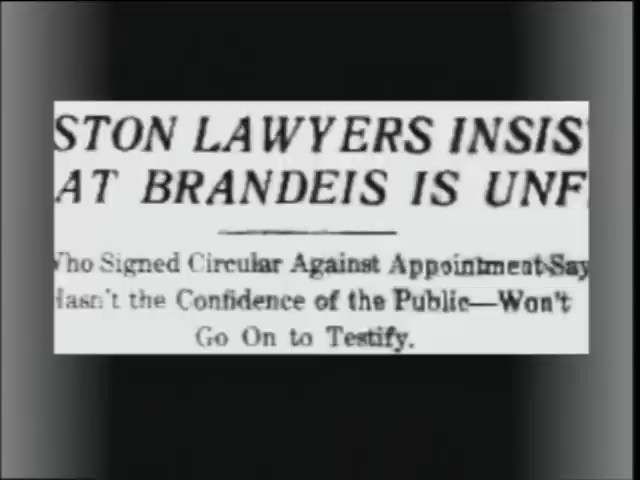 STON LAWYERS INSIS
AT BRANDEIS IS UNF
Who Signed Circular Against Appointment Say
Hasn't the Confidence of the Public—Won't
Go On to Testify.